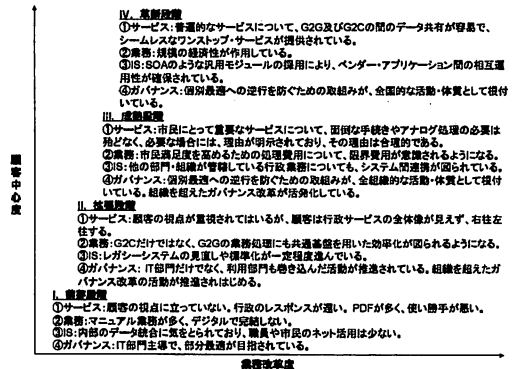 Ⅳ. 革新段階
①サービス：普遍的なサービスについて、G2G及びG2Cの間のデータ共有が容易で、
シームレスなワンストップ・サービスが提供されている。
②業務：規模の経済性が作用している。
③IS：SOAのような汎用モジュールの採用により、ベンダー・アプリケーション間の相互運
用性が確保されている。
④ガバナンス：個別最適への逆行を防ぐための取組みが、全国的な活動・体質として根付
いている。
Ⅲ. 成熟段階
①サービス：市民にとって重要なサービスについて、面倒な手続きやアナログ処理の必要は
殆どなく、必要な場合には、理由が明示されており、その理由は合理的である。
②業務：市民満足度を高めるための処理費用について、限界費用が意識されるようになる。
③IS：他の部門・組織が管轄している行政業務についても、システム間連携が図られている。
④ガバナンス：個別最適への逆行を防ぐための取組みが、全組織的な活動・体質として根付
いている。組織を超えたガバナンス改革が活発化している。
Ⅱ. 拡張段階
①サービス：顧客の視点が重視されてはいるが、顧客は行政サービスの全体像が見えず、右往左
往する。
②業務：G2Cだけではなく、G2Gの業務処理にも共通基盤を用いた効率化が図られるようになる。
③IS：レガシーシステムの見直しや標準化が一定程度進んでいる。
④ガバナンス：IT部門だけでなく、利用部門も巻き込んだ活動が推進されている。組織を超えたガ
バナンス改革の活動が推進されはじめる。
Ⅰ. 段階
①サービス：顧客の視点に立っていない。行政のレスポンスが遅い。PDFが多く、使い勝手が悪い。
②業務：マニュアル業務が多く、デジタルで完結しない。
③IS：内部のデータ統合に気をとられており、職員や市民のネット活用は少ない。
④ガバナンス：IT部門主導で、部分最適が目指されている。
顧客中心度
業務改革度